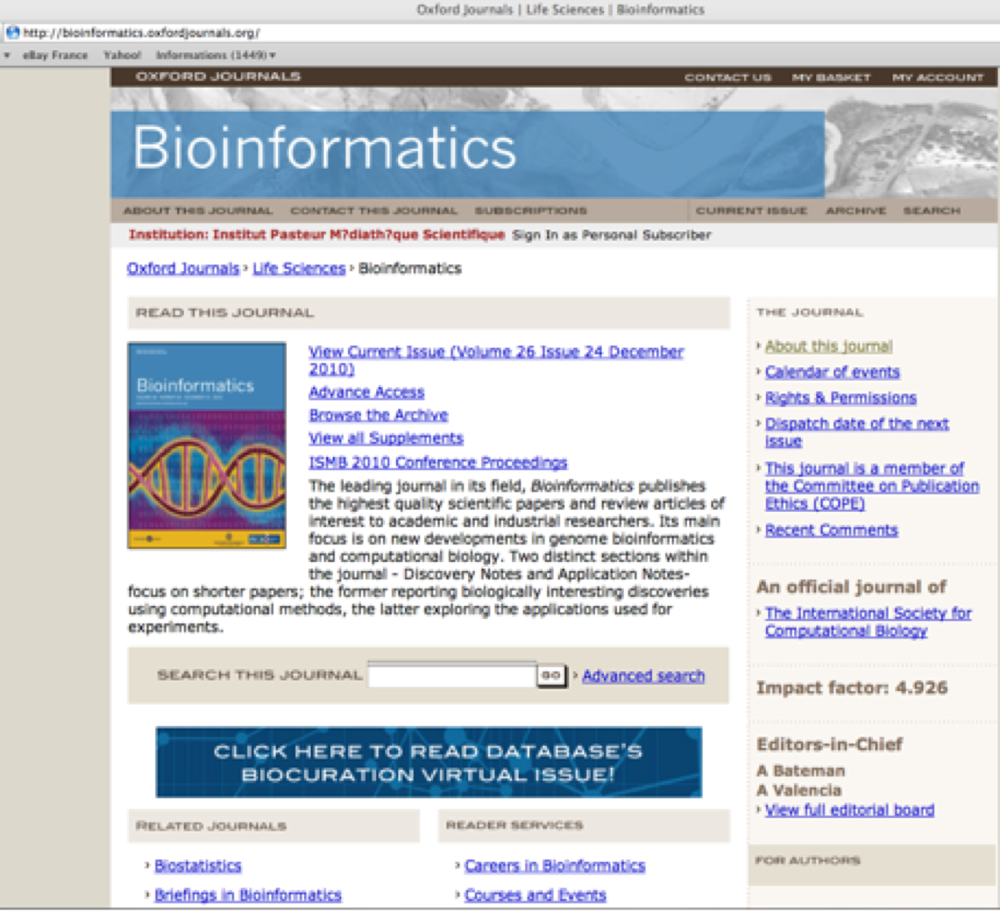 Oxford Journals | Life Sciences | Bioinformatics
http://bioinformatics.oxfordjournals.org/
eBay France Yahoo! Informations (1449) ▾
OXFORD JOURNALS
CONTACT US MY BASKET MY ACCOUNT
Bioinformatics
ABOUT THIS JOURNAL CONTACT THIS JOURNAL SUBSCRIPTIONS
CURRENT ISSUE ARCHIVE SEARCH
Institution: Institut Pasteur M?diath?que Scientifique Sign In as Personal Subscriber
Oxford Journals › Life Sciences › Bioinformatics
READ THIS JOURNAL
Bioinformatics
View Current Issue (Volume 26 Issue 24 December
2010)
Advance Access
Browse the Archive
View all Supplements
ISMB 2010 Conference Proceedings
The leading journal in its field, Bioinformatics publishes
the highest quality scientific papers and review articles of
interest to academic and industrial researchers. Its main
focus is on new developments in genome bioinformatics
and computational biology. Two distinct sections within
the journal - Discovery Notes and Application Notes-
focus on shorter papers; the former reporting biologically interesting discoveries
using computational methods, the latter exploring the applications used for
experiments.
SEARCH THIS JOURNAL GO › Advanced search
CLICK HERE TO READ DATABASE'S
BIOCURATION VIRTUAL ISSUE!
RELATED JOURNALS
› Biostatistics
› Briefings in Bioinformatics
READER SERVICES
› Careers in Bioinformatics
› Courses and Events
THE JOURNAL
› About this journal
› Calendar of events
› Rights & Permissions
› Dispatch date of the next
issue
› This journal is a member of
the Committee on Publication
Ethics (COPE)
› Recent Comments
An official journal of
› The International Society for
Computational Biology
Impact factor: 4.926
Editors-in-Chief
A Bateman
A Valencia
› View full editorial board
FOR AUTHORS